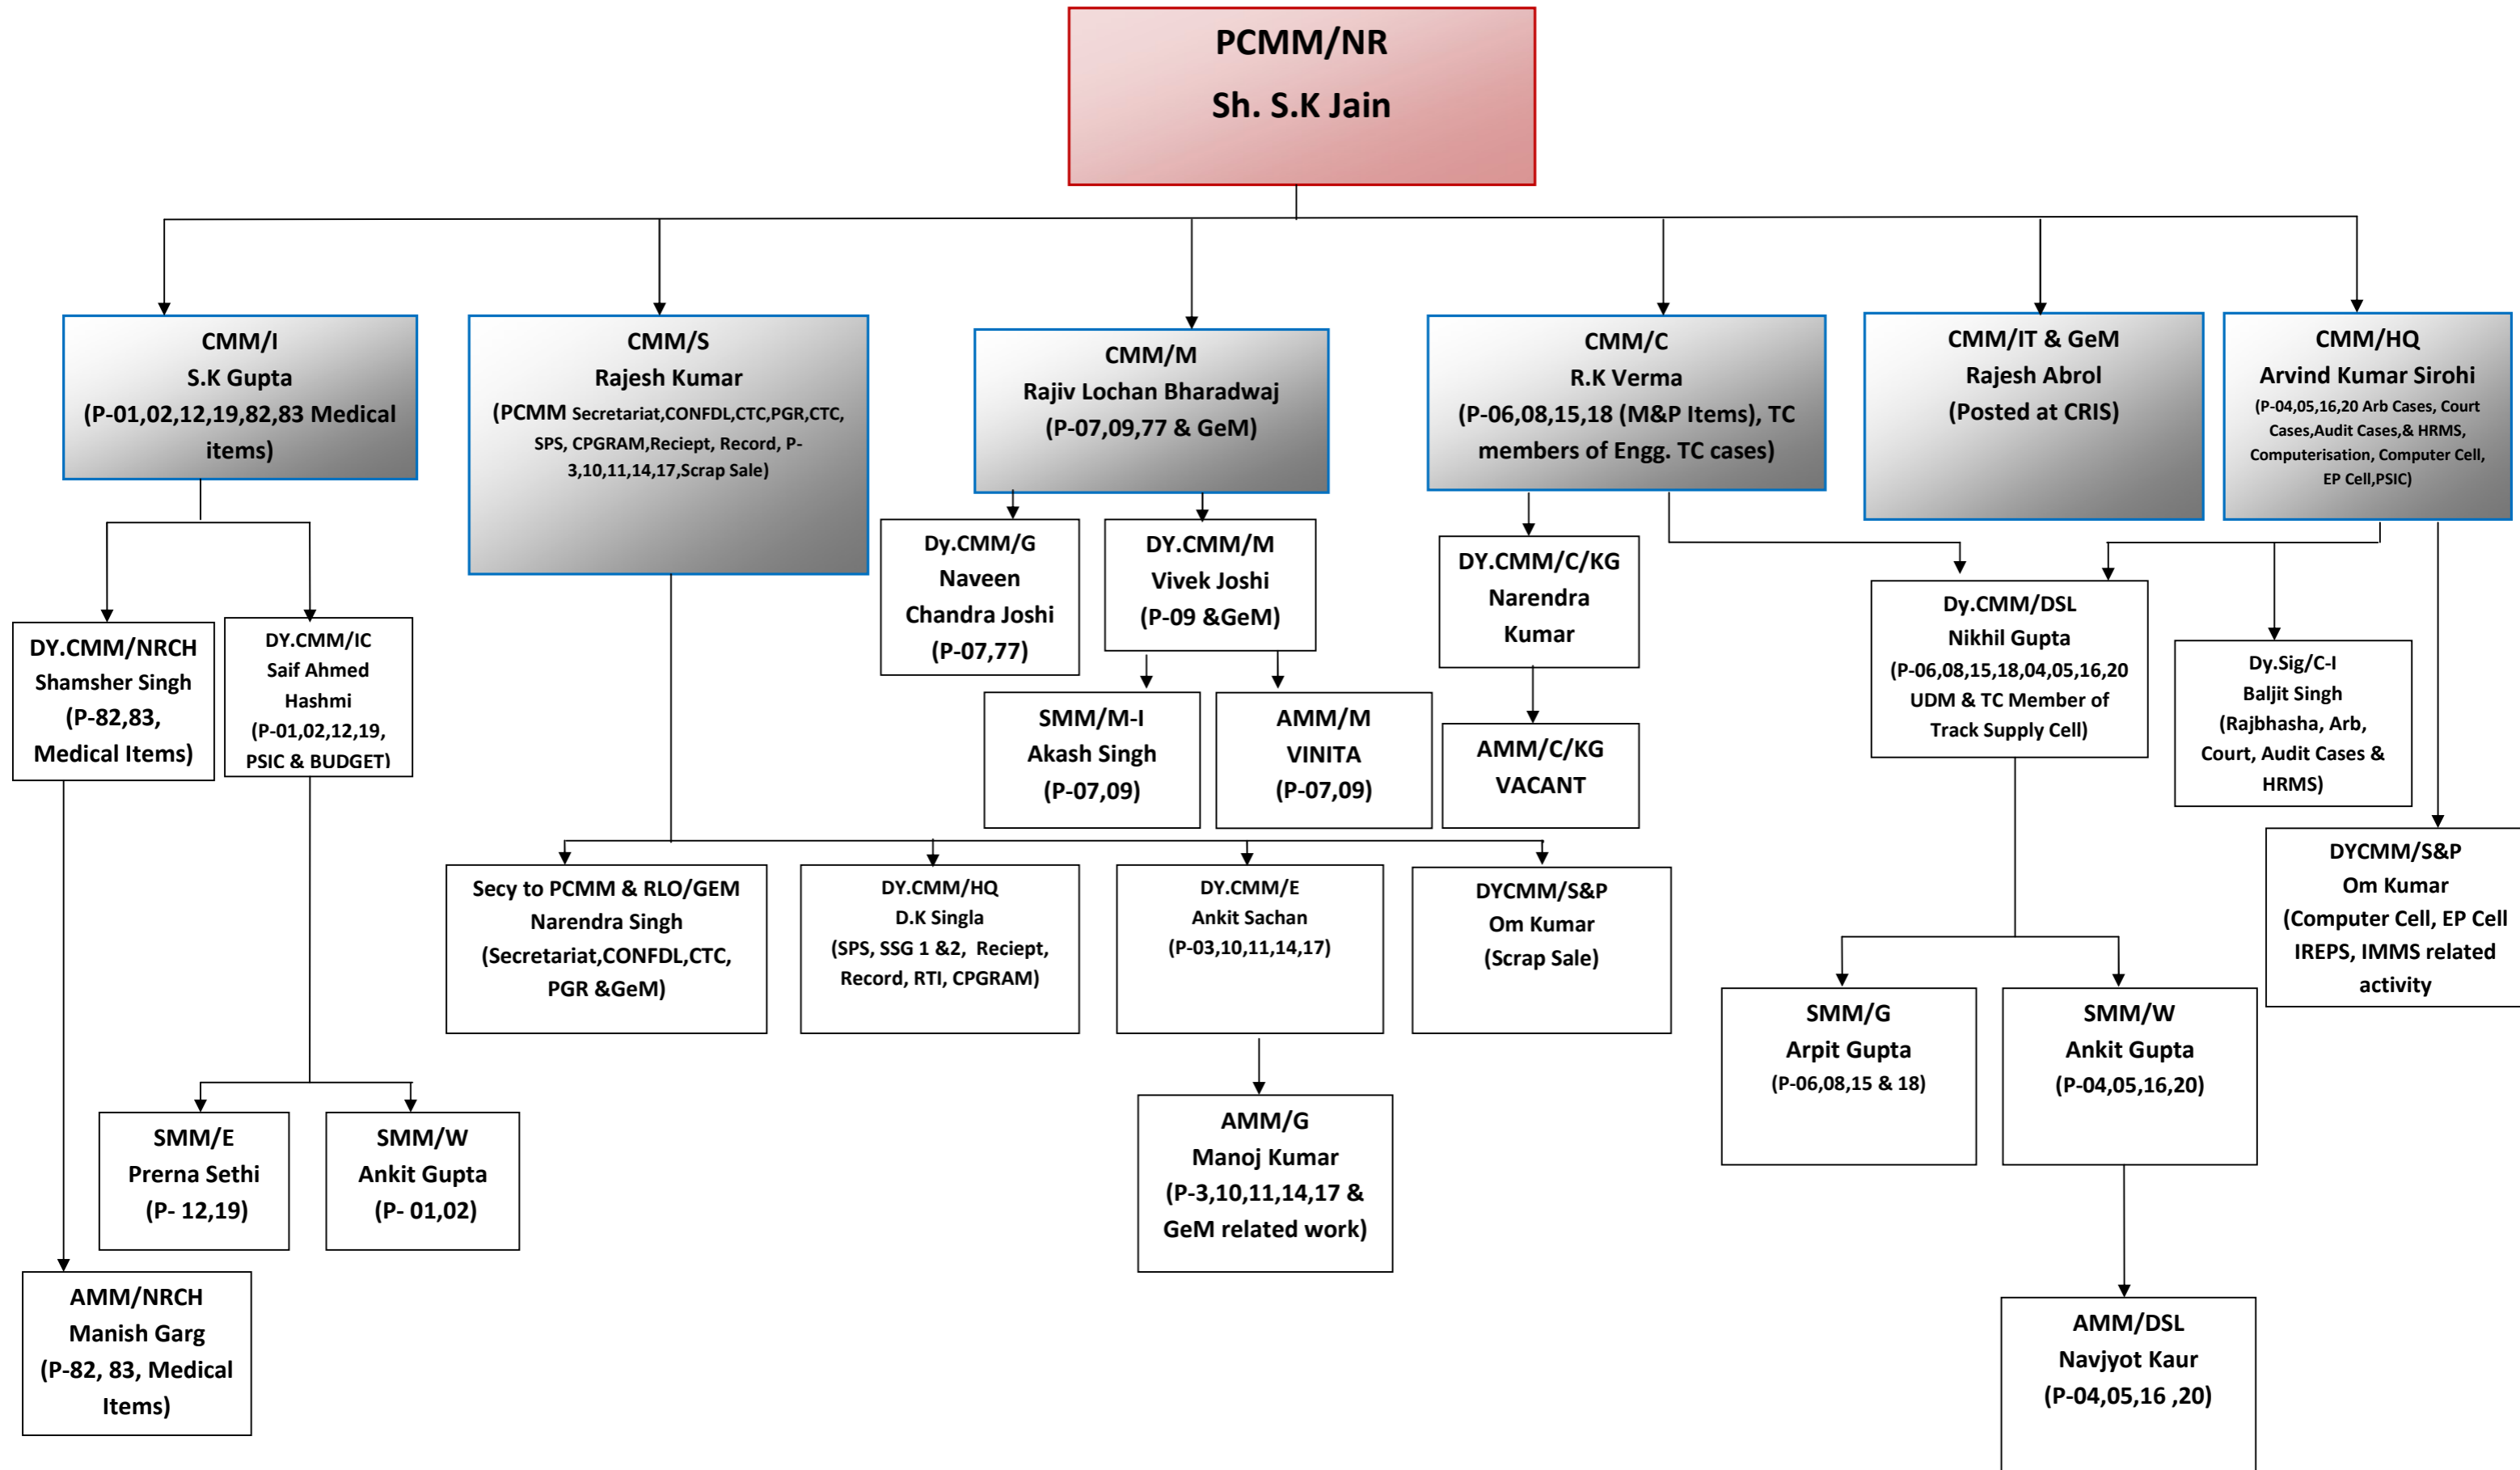 PCMM/NR
Sh. S.K Jain
CMM/I
S.K Gupta
(P-01,02,12,19,82,83 Medical
items)
CMM/S
Rajesh Kumar
(PCMM Secretariat,CONFDL,CTC,PGR,CTC,
SPS, CPGRAM,Reciept, Record, P-
3,10,11,14,17,Scrap Sale)
CMM/M
Rajiv Lochan Bharadwaj
(P-07,09,77 & GeM)
CMM/C
R.K Verma
(P-06,08,15,18 (M&P Items), TC
members of Engg. TC cases)
CMM/IT & GeM
Rajesh Abrol
(Posted at CRIS)
CMM/HQ
Arvind Kumar Sirohi
(P-04,05,16,20 Arb Cases, Court
Cases,Audit Cases,& HRMS,
Computerisation, Computer Cell,
EP Cell,PSIC)
DY.CMM/NRCH
Shamsher Singh
(P-82,83,
Medical Items)
DY.CMM/IC
Saif Ahmed
Hashmi
(P-01,02,12,19,
PSIC & BUDGET)
Dy.CMM/G
Naveen
Chandra Joshi
(P-07,77)
DY.CMM/M
Vivek Joshi
(P-09 &GeM)
DY.CMM/C/KG
Narendra
Kumar
Dy.CMM/DSL
Nikhil Gupta
(P-06,08,15,18,04,05,16,20
UDM & TC Member of
Track Supply Cell)
Dy.Sig/C-I
Baljit Singh
(Rajbhasha, Arb,
Court, Audit Cases &
HRMS)
SMM/M-I
Akash Singh
(P-07,09)
AMM/M
VINITA
(P-07,09)
AMM/C/KG
VACANT
DYCMM/S&P
Om Kumar
(Computer Cell, EP Cell
IREPS, IMMS related
activity
Secy to PCMM & RLO/GEM
Narendra Singh
(Secretariat,CONFDL,CTC,
PGR &GeM)
DY.CMM/HQ
D.K Singla
(SPS, SSG 1 &2, Reciept,
Record, RTI, CPGRAM)
DY.CMM/E
Ankit Sachan
(P-03,10,11,14,17)
DYCMM/S&P
Om Kumar
(Scrap Sale)
SMM/G
Arpit Gupta
(P-06,08,15 & 18)
SMM/W
Ankit Gupta
(P-04,05,16,20)
SMM/E
Prerna Sethi
(P- 12,19)
SMM/W
Ankit Gupta
(P- 01,02)
AMM/G
Manoj Kumar
(P-3,10,11,14,17 &
GeM related work)
AMM/NRCH
Manish Garg
(P-82, 83, Medical
Items)
AMM/DSL
Navjyot Kaur
(P-04,05,16 ,20)